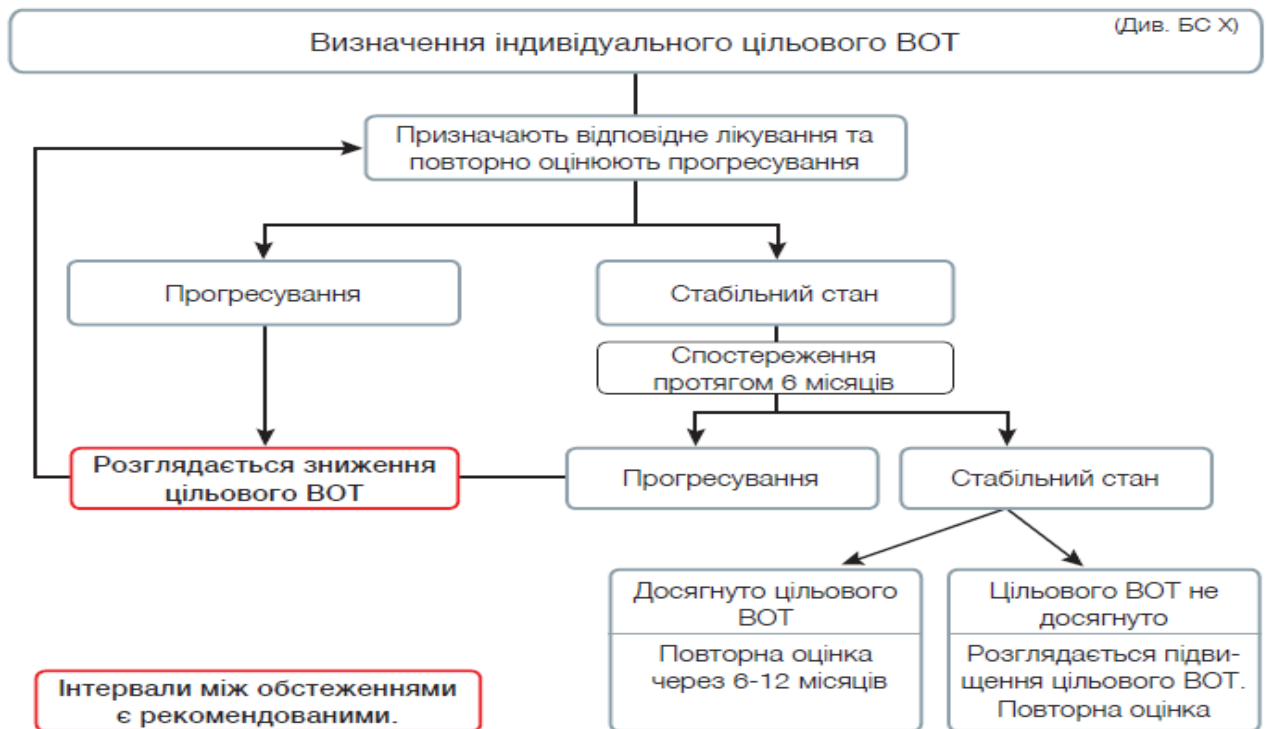 (Див. БС X)
Визначення індивідуального цільового ВОТ
Призначають відповідне лікування та
повторно оцінюють прогресування
Прогресування
Стабільний стан
Спостереження
протягом 6 місяців
Розглядається зниження
цільового ВОТ
Прогресування
Стабільний стан
Досягнуто цільового
ВОТ
Повторна оцінка
через 6-12 місяців
Цільового ВОТ не
досягнуто
Розглядається підви-
щення цільового ВОТ.
Повторна оцінка
Інтервали між обстеженнями
є рекомендованими.